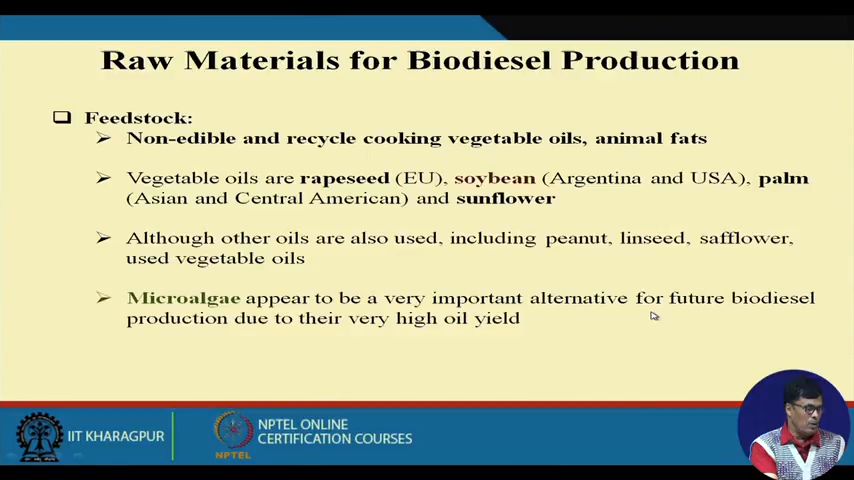 Raw Materials for Biodiesel Production
❑ Feedstock:
➢ Non-edible and recycle cooking vegetable oils, animal fats
➢ Vegetable oils are rapeseed (EU), soybean (Argentina and USA), palm
(Asian and Central American) and sunflower
➢ Although other oils are also used, including peanut, linseed, safflower,
used vegetable oils
➢ Microalgae appear to be a very important alternative for future biodiesel
production due to their very high oil yield
IIT KHARAGPUR
NPTEL
NPTEL ONLINE
CERTIFICATION COURSES